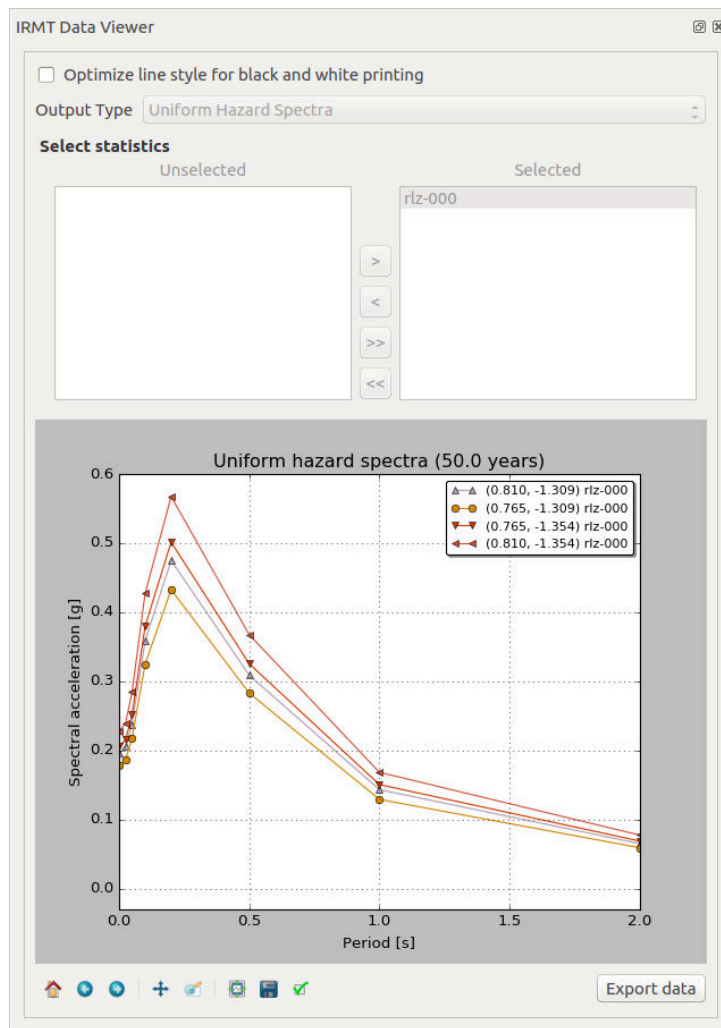 IRMT Data Viewer
Optimize line style for black and white printing
Output Type Uniform Hazard Spectra
Select statistics
Unselected Selected
rlz-000
>
<
>>
<<
Uniform hazard spectra (50.0 years)
(0.810, -1.309) rlz-000
(0.765, -1.309) rlz-000
(0.765, -1.354) rlz-000
(0.810, -1.354) rlz-000
Spectral acceleration [g]
0.6
0.5
0.4
0.3
0.2
0.1
0.0
0.0 0.5 1.0 1.5 2.0
Period [s]
Export data